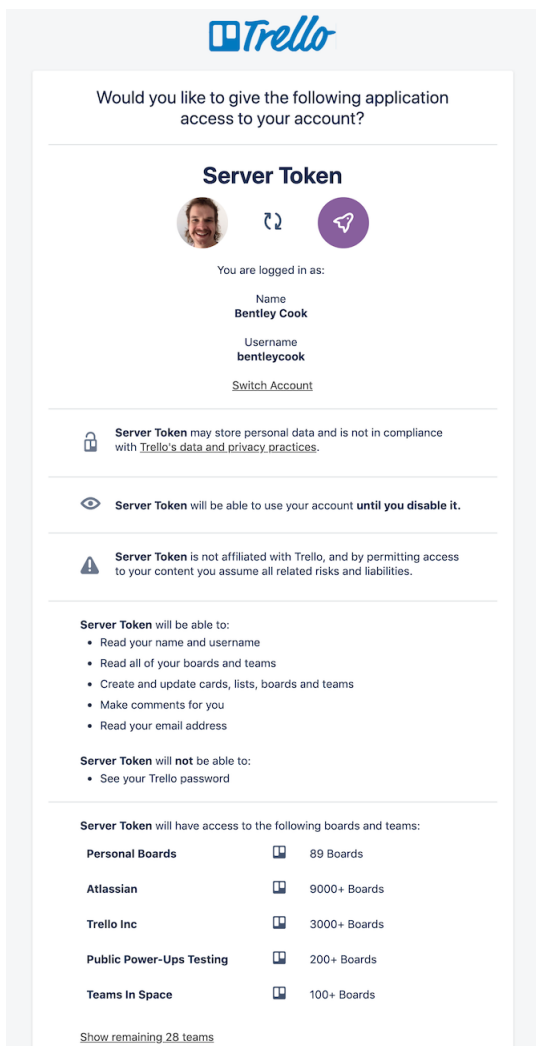 Trello
Would you like to give the following application
access to your account?
Server Token
You are logged in as:
Name
Bentley Cook
Username
bentleycook
Switch Account
Server Token may store personal data and is not in compliance
with Trello's data and privacy practices.
Server Token will be able to use your account until you disable it.
Server Token is not affiliated with Trello, and by permitting access
to your content you assume all related risks and liabilities.
Server Token will be able to:
• Read your name and username
• Read all of your boards and teams
• Create and update cards, lists, boards and teams
• Make comments for you
• Read your email address
Server Token will not be able to:
• See your Trello password
Server Token will have access to the following boards and teams:
Personal Boards 89 Boards
Atlassian 9000+ Boards
Trello Inc 3000+ Boards
Public Power-Ups Testing 200+ Boards
Teams In Space 100+ Boards
Show remaining 28 teams